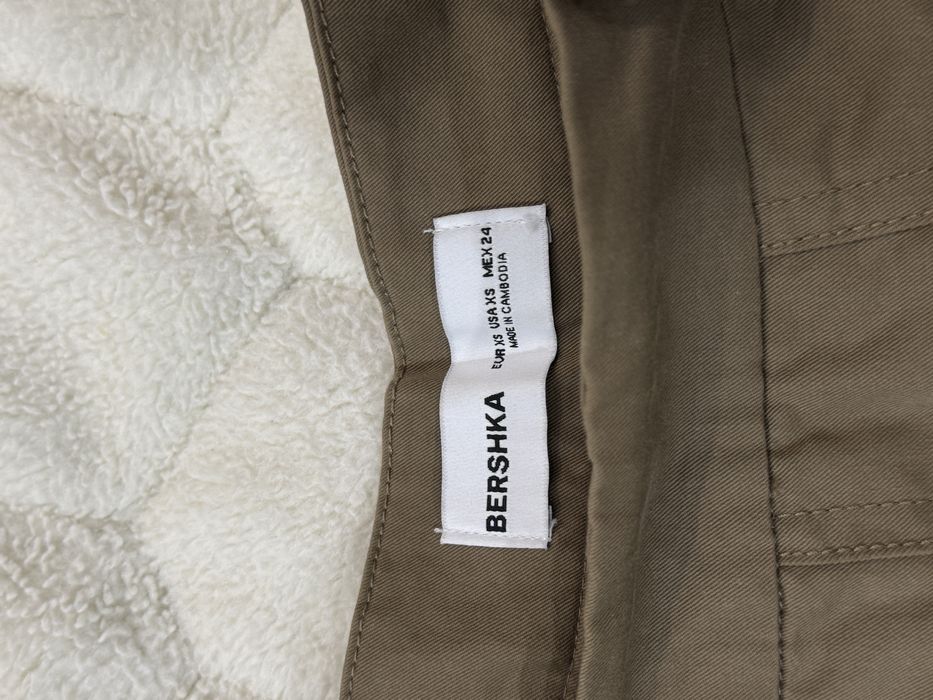 BERSHKA
EUR XS USA XS MEX 24
MADE IN CAMBODIA